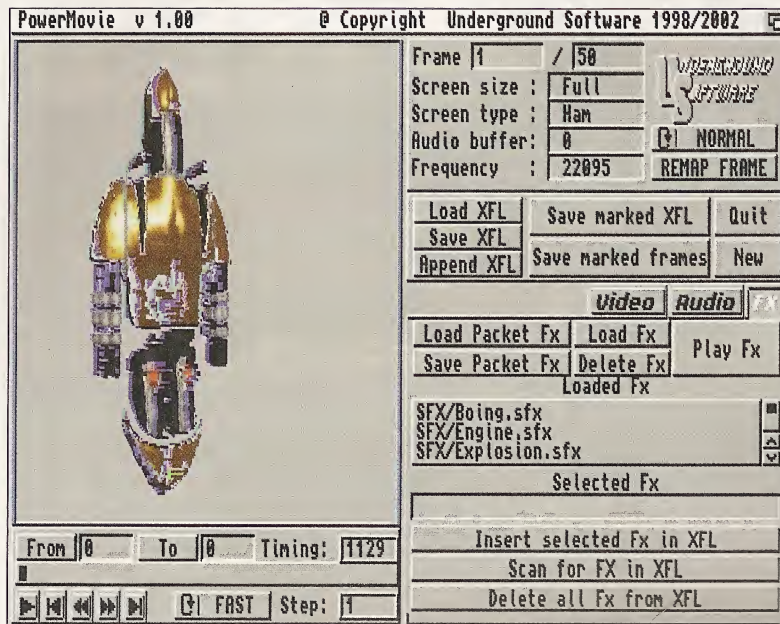 PowerMovie v 1.00 @ Copyright Underground Software 1998/2002
Frame 1 / 50
UNDERGROUND
SOFTWARE
Screen size : Full
Screen type : Ham
Audio buffer: 0
NORMAL
Frequency : 22095
REMAP FRAME
Load XFL
Save XFL
Append XFL
Save marked XFL
Save marked frames
Quit
New
Video Audio FX
Load Packet Fx Load Fx
Save Packet Fx Delete Fx
Play Fx
Loaded Fx
SFX/Boing.sfx
SFX/Engine.sfx
SFX/Explosion.sfx
Selected Fx
Insert selected Fx in XFL
Scan for FX in XFL
Delete all Fx from XFL
From 0 To 0 Timing: 1129
FAST Step: 1